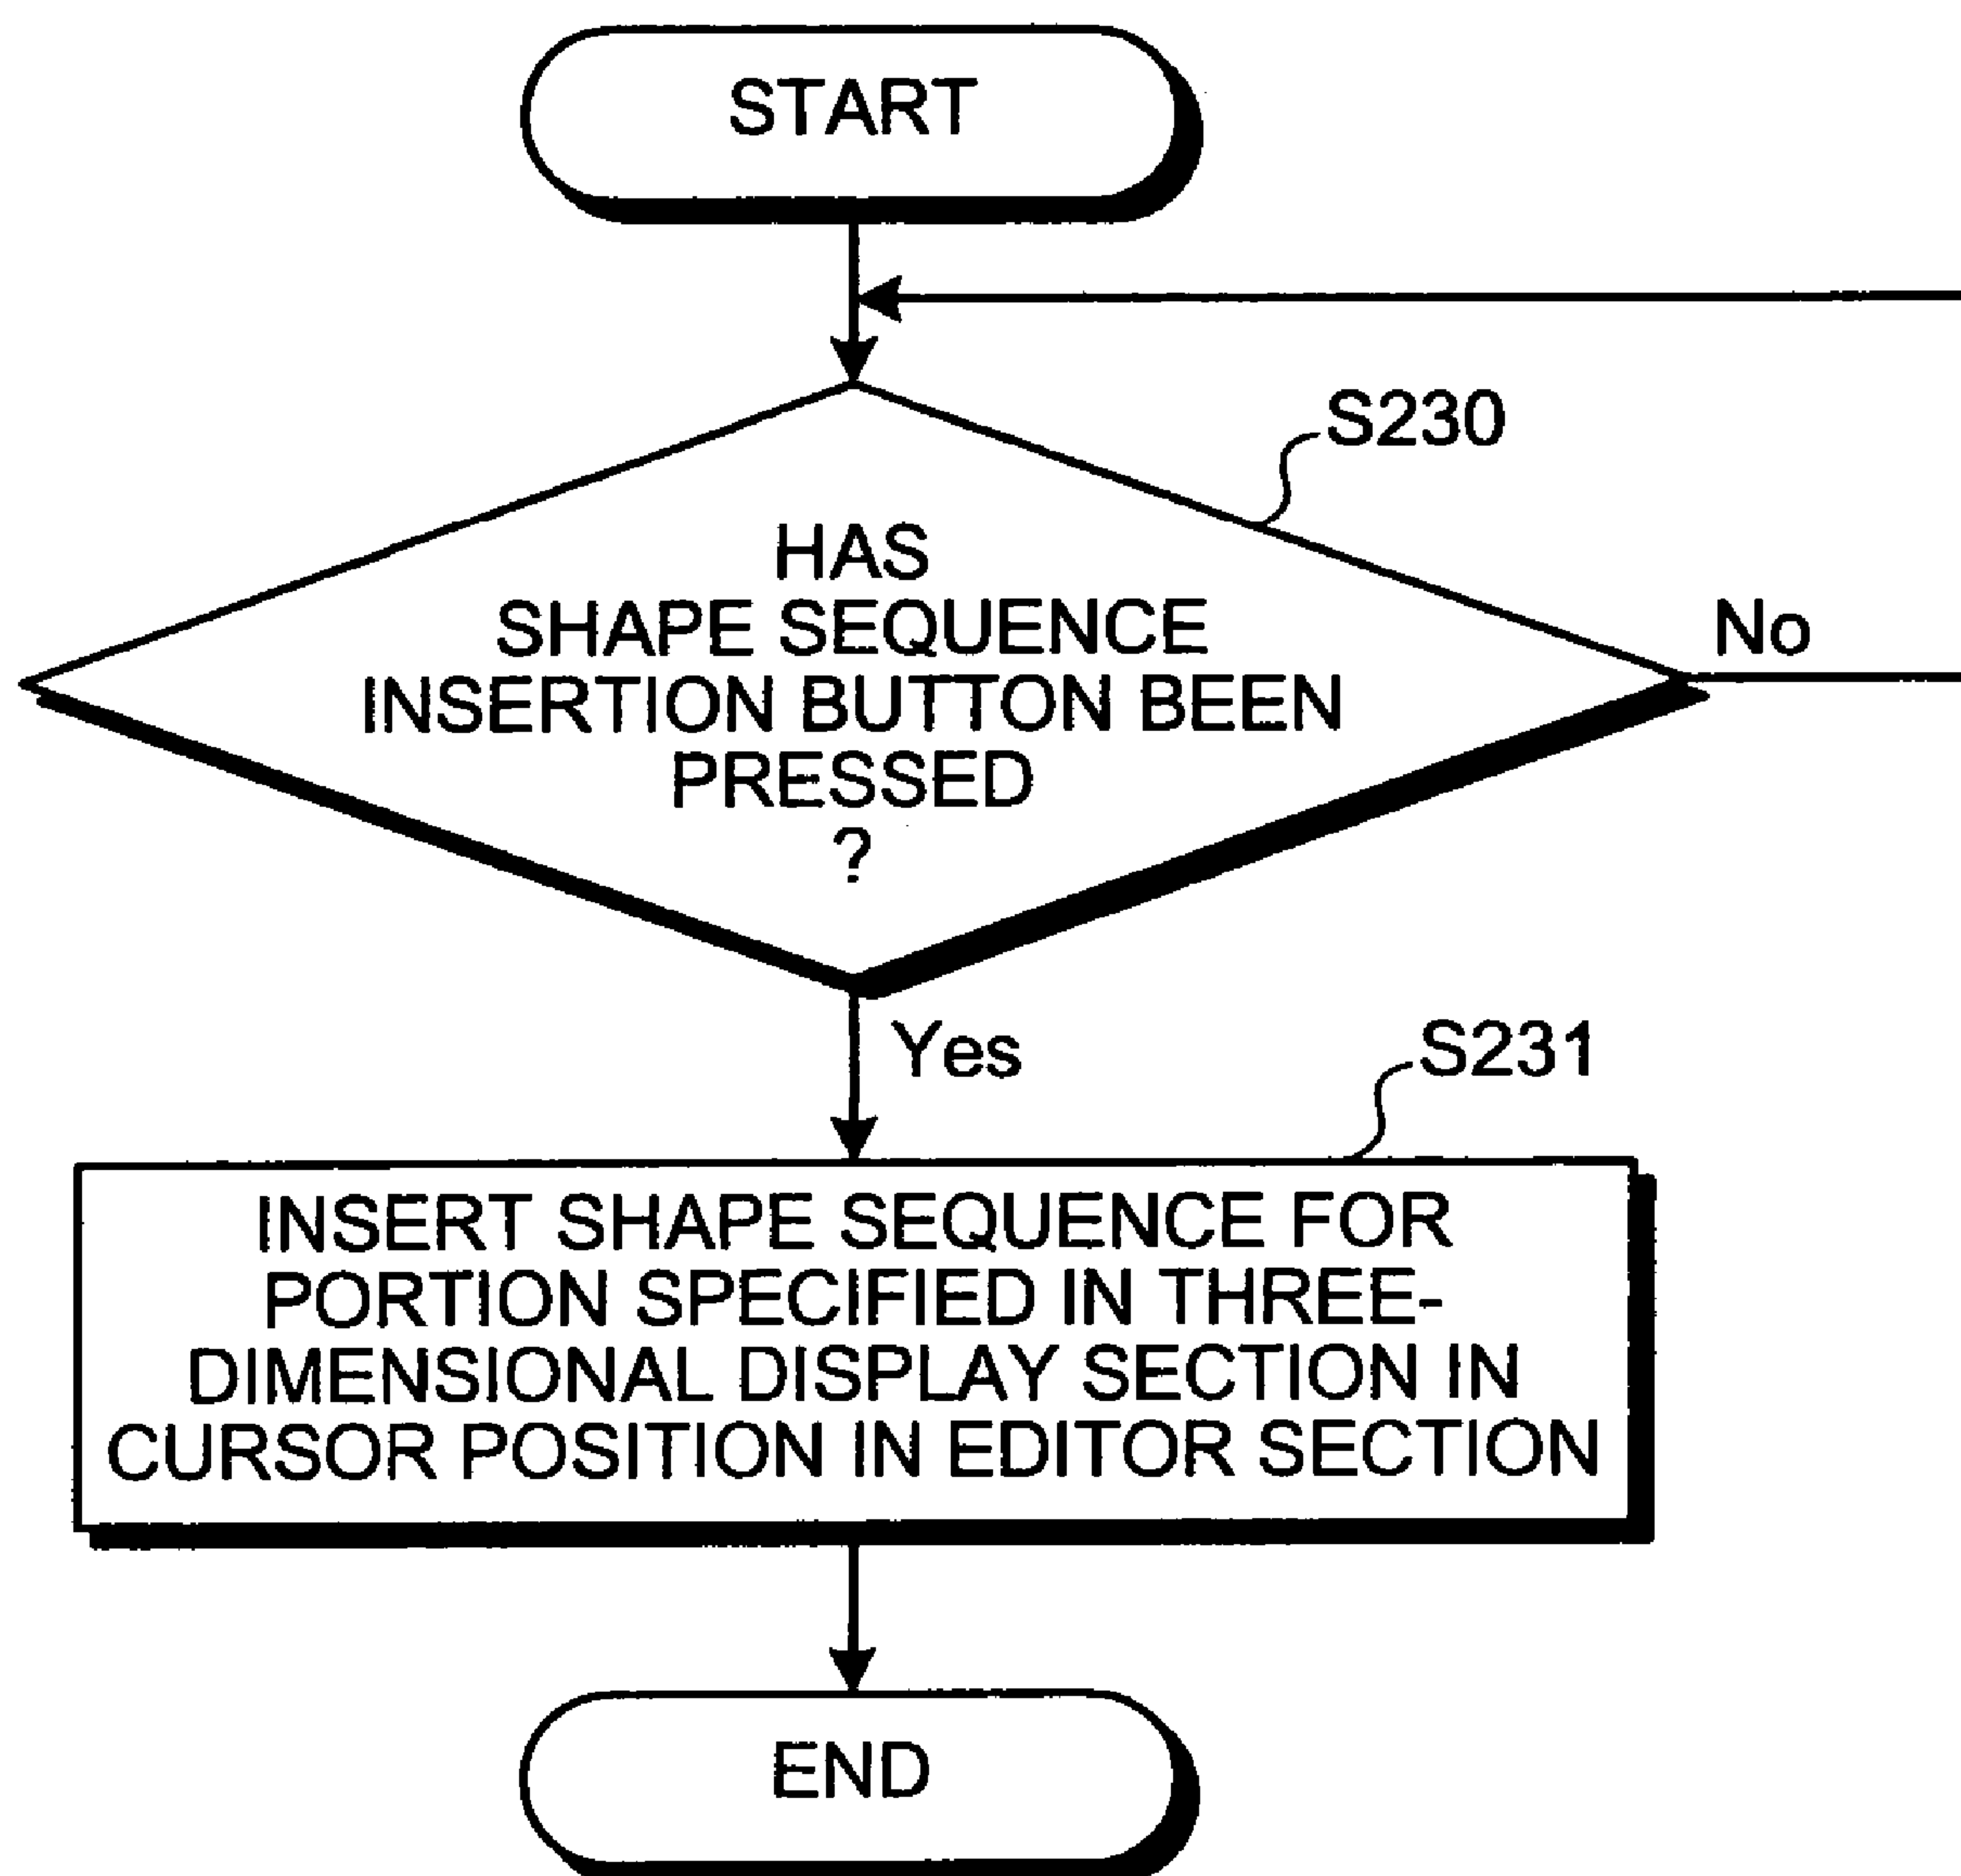 START
S230
HAS
SHAPE SEQUENCE
INSERTION BUTTON BEEN
PRESSED
?
No
Yes
S231
INSERT SHAPE SEQUENCE FOR
PORTION SPECIFIED IN THREE-
DIMENSIONAL DISPLAY SECTION IN
CURSOR POSITION IN EDITOR SECTION
END